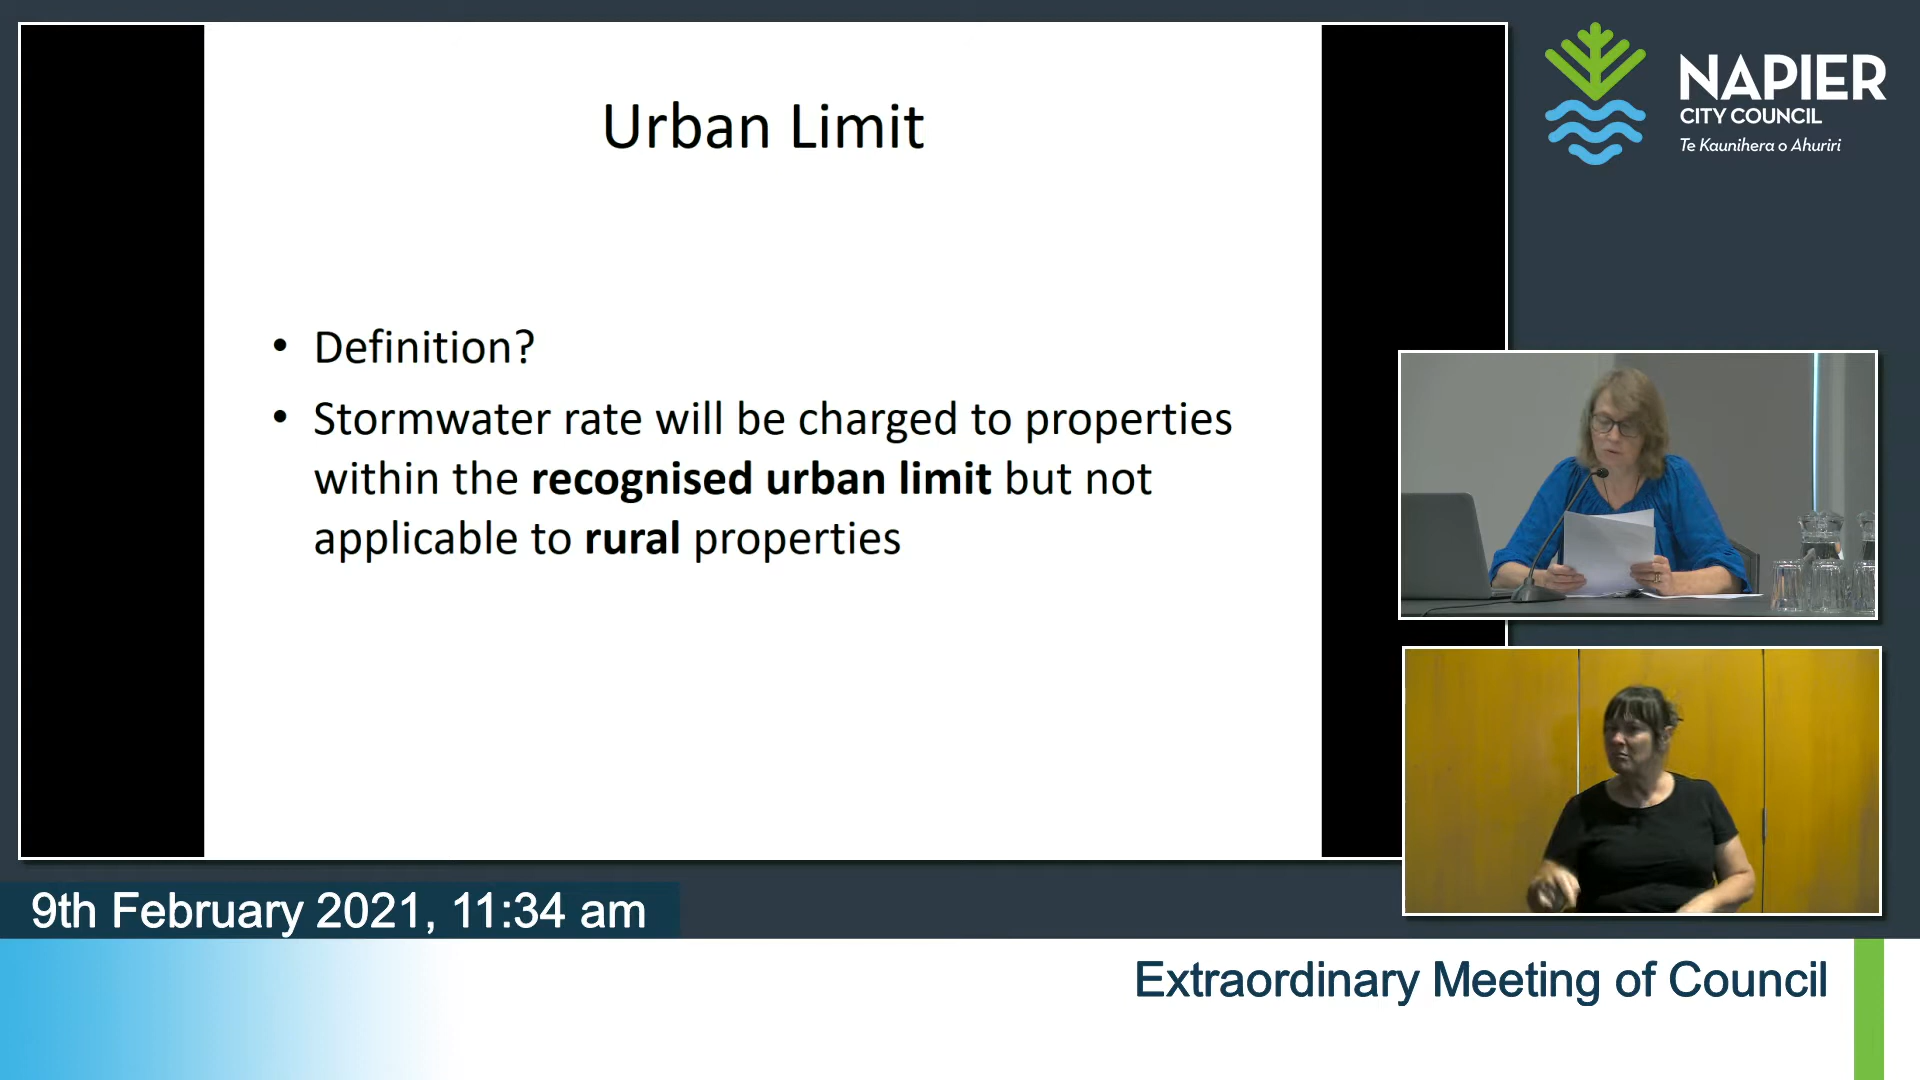 Urban Limit
• Definition?
• Stormwater rate will be charged to properties
within the recognised urban limit but not
applicable to rural properties
NAPIER
CITY COUNCIL
Te Kaunihera o Ahuriri
9th February 2021, 11:34 am
Extraordinary Meeting of Council